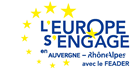 L'EUROPE
S'ENGAGE
en
AUVERGNE – RhôneAlpes
avec le FEADER